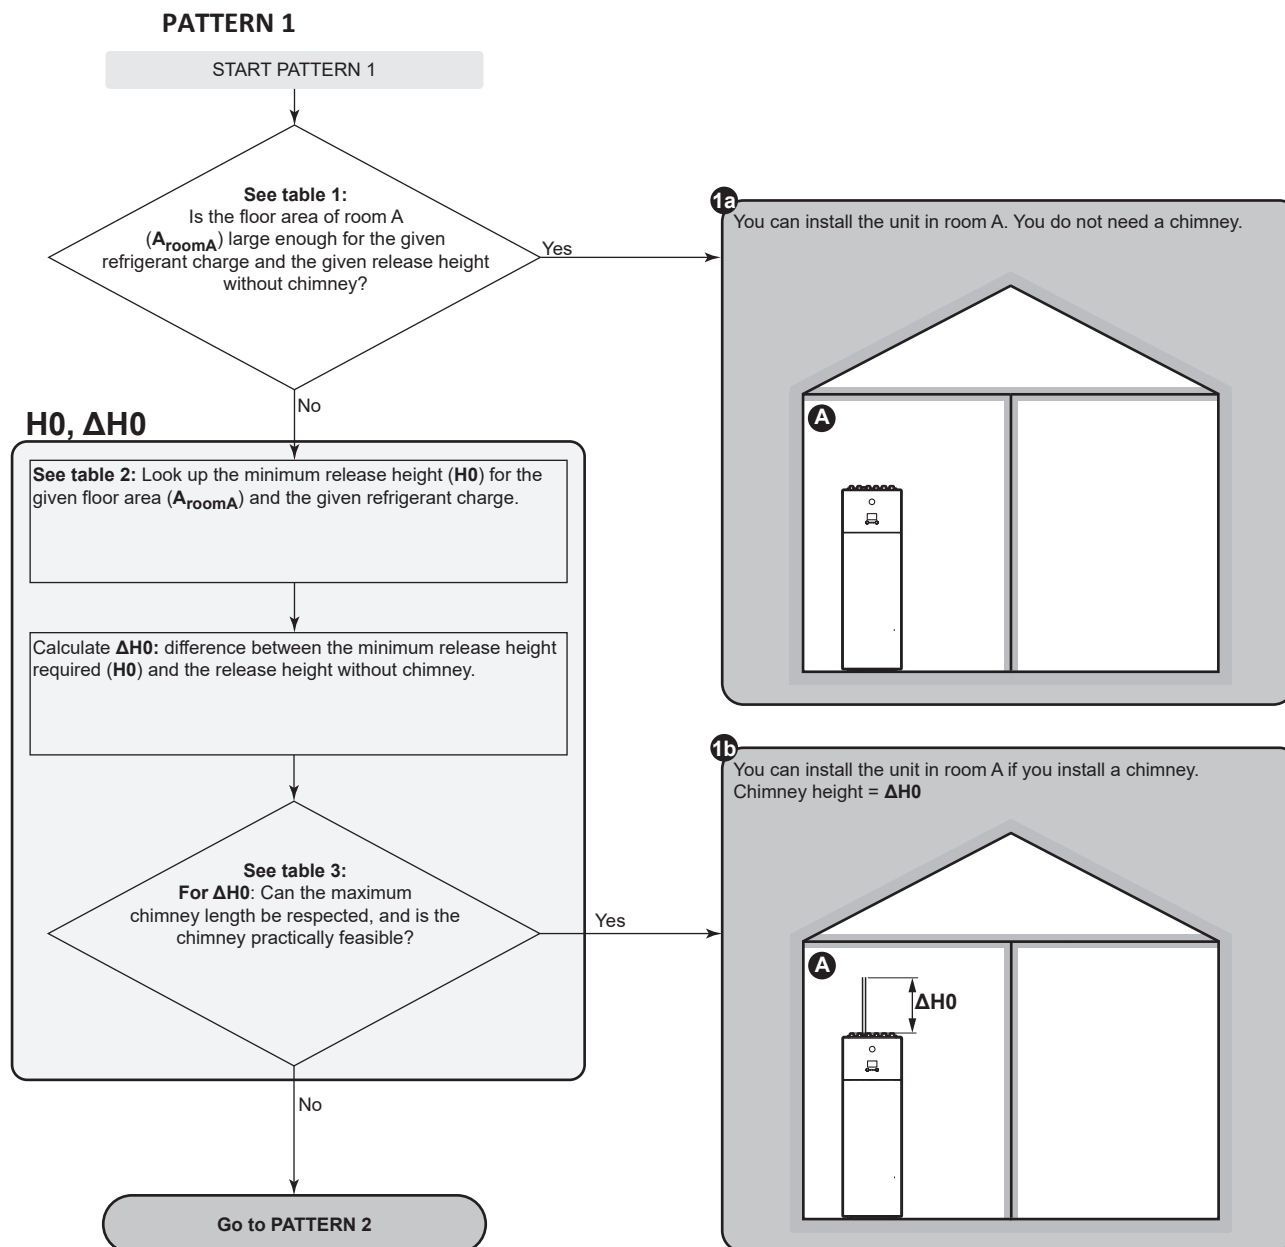 PATTERN 1
START PATTERN 1
See table 1:
Is the floor area of room A
(AroomA) large enough for the given
refrigerant charge and the given release height
without chimney?
Yes
1a
You can install the unit in room A. You do not need a chimney.
A
No
H0, ΔH0
See table 2: Look up the minimum release height (H0) for the
given floor area (AroomA) and the given refrigerant charge.
Calculate ΔH0: difference between the minimum release height
required (H0) and the release height without chimney.
See table 3:
For ΔH0: Can the maximum
chimney length be respected, and is the
chimney practically feasible?
Yes
1b
You can install the unit in room A if you install a chimney.
Chimney height = ΔH0
A
ΔH0
No
Go to PATTERN 2